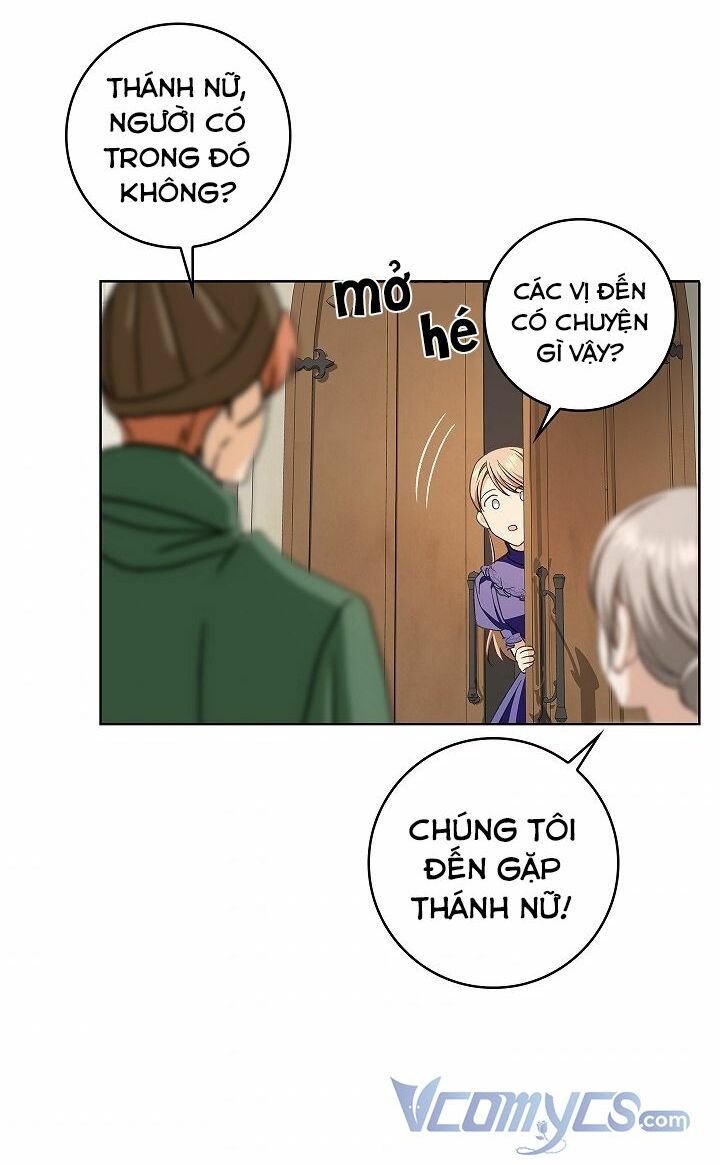 THÁNH NỮ,
NGƯỜI CÓ
TRONG ĐÓ
KHÔNG?
mở
hé
CÁC VỊ ĐẾN
CÓ CHUYỆN
GÌ VẬY?
CHÚNG TÔI
ĐẾN GẶP
THÁNH NỮ!
VCOMYCS.com